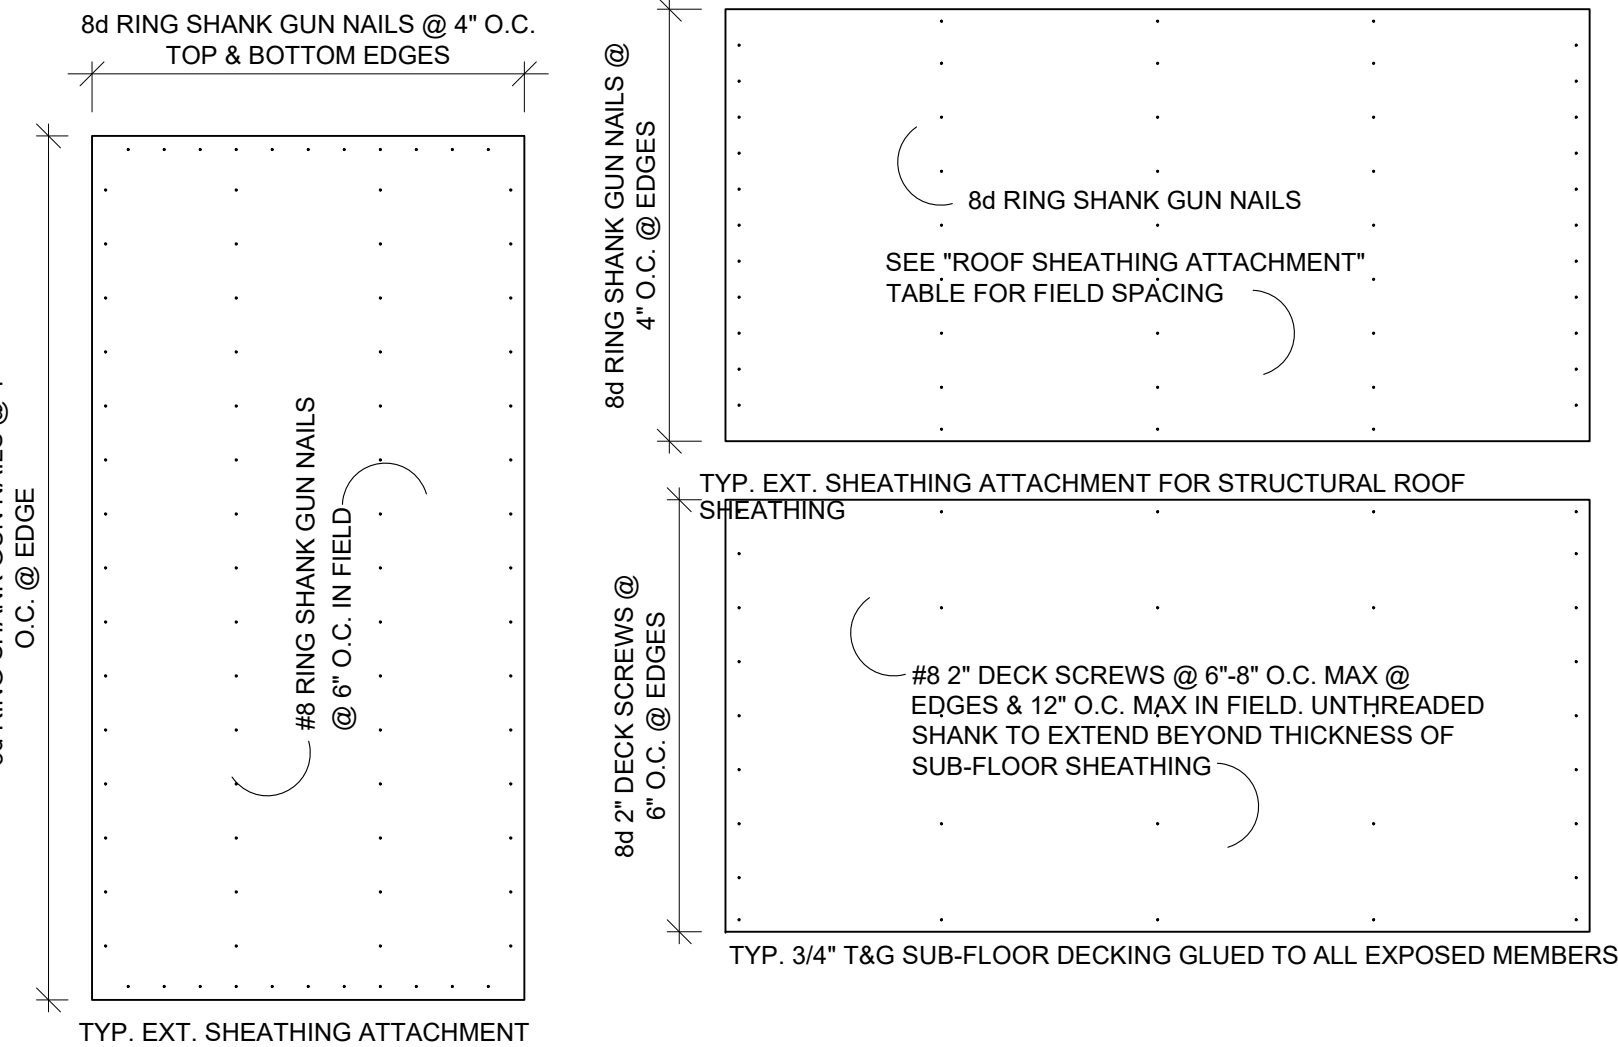 8d RING SHANK GUN NAILS @ 4" O.C.
TOP & BOTTOM EDGES
O.C. @ EDGE
#8 RING SHANK GUN NAILS
@ 6" O.C. IN FIELD
TYP. EXT. SHEATHING ATTACHMENT
8d RING SHANK GUN NAILS @
4" O.C. @ EDGES
8d RING SHANK GUN NAILS
SEE "ROOF SHEATHING ATTACHMENT"
TABLE FOR FIELD SPACING
TYP. EXT. SHEATHING ATTACHMENT FOR STRUCTURAL ROOF
SHEATHING
8d 2" DECK SCREWS @
6" O.C. @ EDGES
#8 2" DECK SCREWS @ 6"-8" O.C. MAX @
EDGES & 12" O.C. MAX IN FIELD. UNTHREADED
SHANK TO EXTEND BEYOND THICKNESS OF
SUB-FLOOR SHEATHING
TYP. 3/4" T&G SUB-FLOOR DECKING GLUED TO ALL EXPOSED MEMBERS